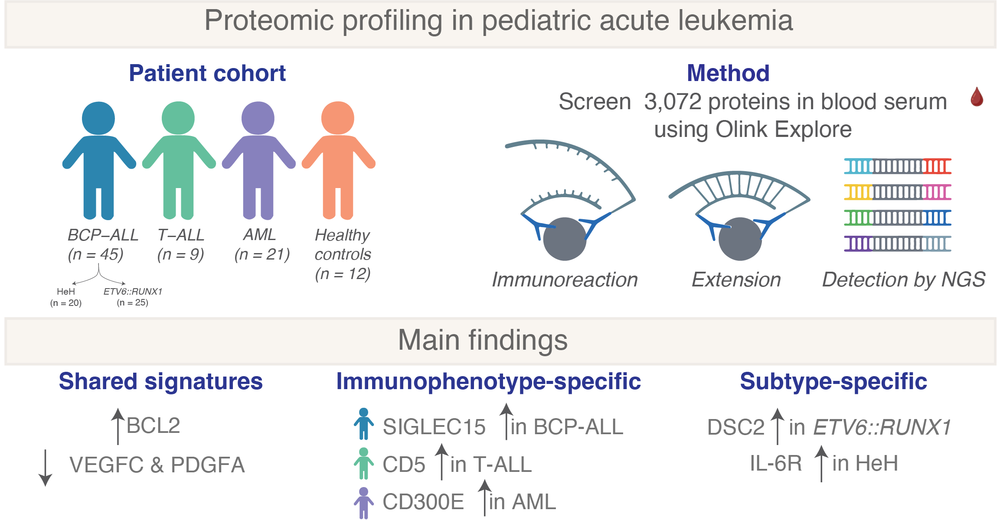 Proteomic profiling in pediatric acute leukemia
Patient cohort
BCP–ALL
(n = 45)
T–ALL
(n = 9)
AML
(n = 21)
Healthy
controls
(n = 12)
HeH
(n = 20)
ETV6::RUNX1
(n = 25)
Method
Screen 3,072 proteins in blood serum
using Olink Explore
Immunoreaction
Extension
Detection by NGS
Main findings
Shared signatures
↑BCL2
↓ VEGFC & PDGFA
Immunophenotype-specific
SIGLEC15 ↑in BCP-ALL
CD5 ↑in T-ALL
CD300E ↑in AML
Subtype-specific
DSC2 ↑in ETV6::RUNX1
IL-6R ↑in HeH